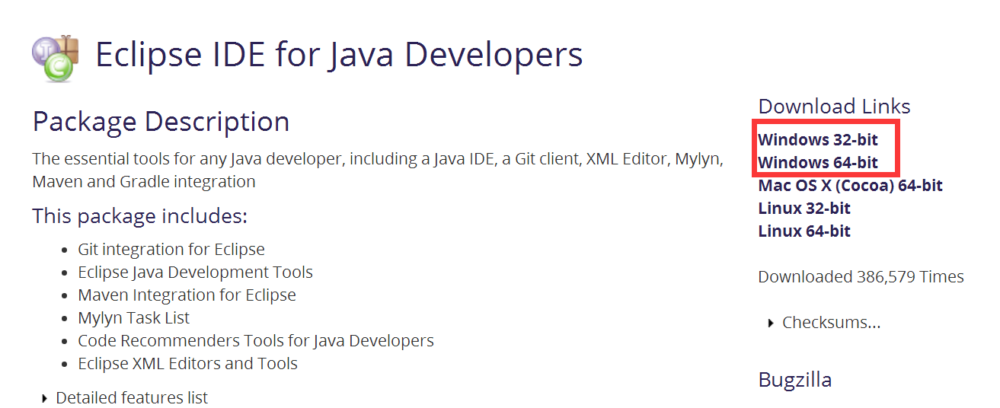 Eclipse IDE for Java Developers
Package Description
The essential tools for any Java developer, including a Java IDE, a Git client, XML Editor, Mylyn,
Maven and Gradle integration
This package includes:
Git integration for Eclipse
Eclipse Java Development Tools
Maven Integration for Eclipse
Mylyn Task List
Code Recommenders Tools for Java Developers
Eclipse XML Editors and Tools
Detailed features list
Download Links
Windows 32-bit
Windows 64-bit
Mac OS X (Cocoa) 64-bit
Linux 32-bit
Linux 64-bit
Downloaded 386,579 Times
Checksums...
Bugzilla